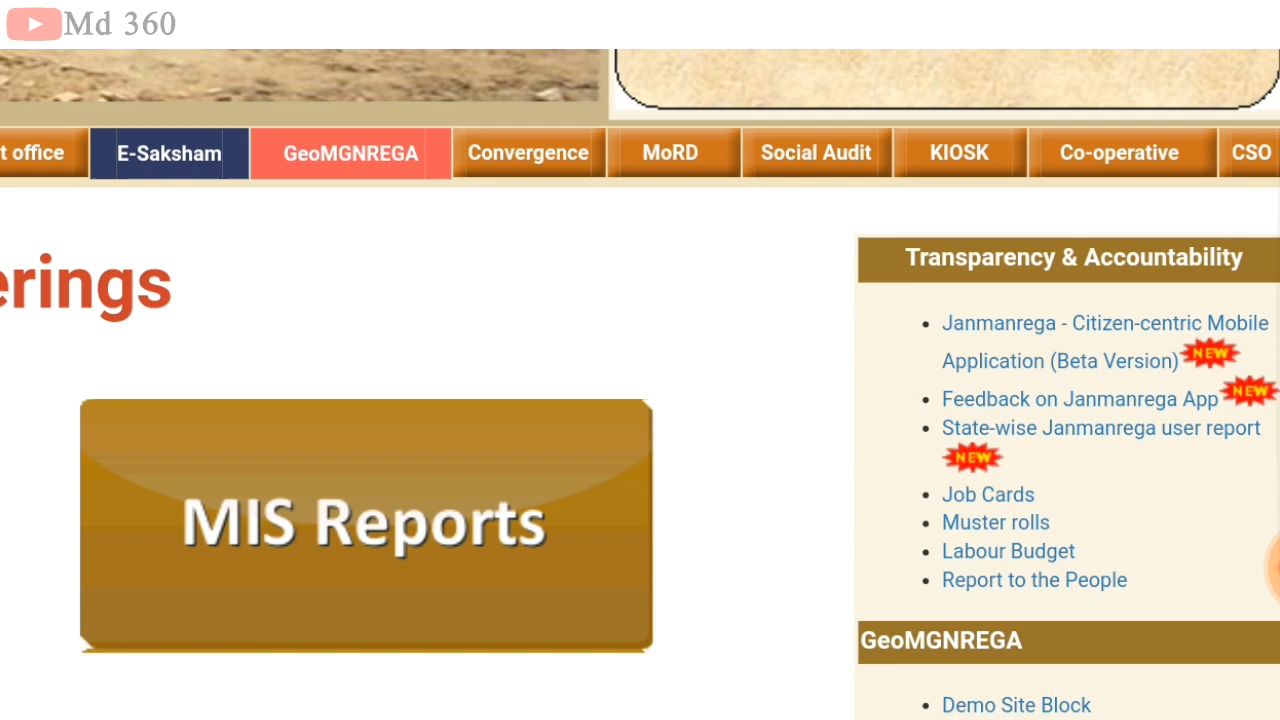 Md 360
t office E-Saksham GeoMGNREGA Convergence MoRD Social Audit KIOSK Co-operative CSO
erings
MIS Reports
Transparency & Accountability
Janmanrega - Citizen-centric Mobile
Application (Beta Version) NEW
Feedback on Janmanrega App NEW
State-wise Janmanrega user report
NEW
Job Cards
Muster rolls
Labour Budget
Report to the People
GeoMGNREGA
Demo Site Block